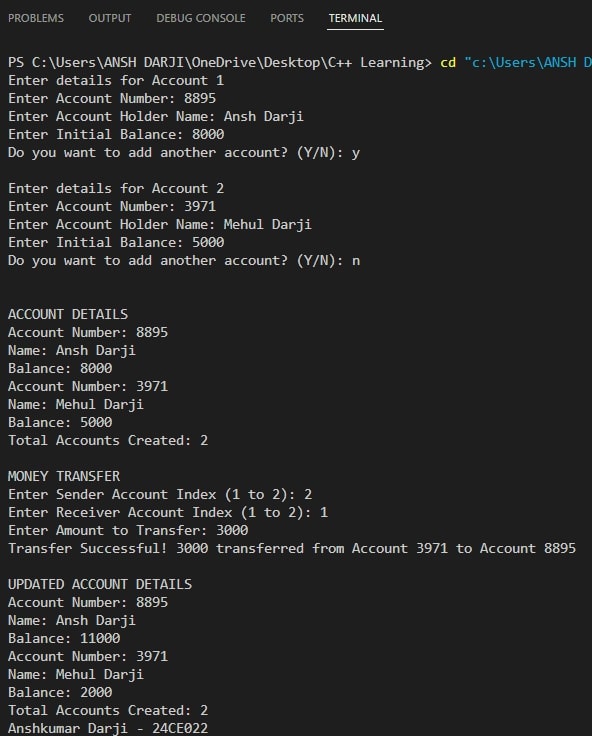 PROBLEMS OUTPUT DEBUG CONSOLE PORTS TERMINAL
PS C:\Users\ANSH DARJI\OneDrive\Desktop\C++ Learning> cd "c:\Users\ANSH D
Enter details for Account 1
Enter Account Number: 8895
Enter Account Holder Name: Ansh Darji
Enter Initial Balance: 8000
Do you want to add another account? (Y/N): y
Enter details for Account 2
Enter Account Number: 3971
Enter Account Holder Name: Mehul Darji
Enter Initial Balance: 5000
Do you want to add another account? (Y/N): n
ACCOUNT DETAILS
Account Number: 8895
Name: Ansh Darji
Balance: 8000
Account Number: 3971
Name: Mehul Darji
Balance: 5000
Total Accounts Created: 2
MONEY TRANSFER
Enter Sender Account Index (1 to 2): 2
Enter Receiver Account Index (1 to 2): 1
Enter Amount to Transfer: 3000
Transfer Successful! 3000 transferred from Account 3971 to Account 8895
UPDATED ACCOUNT DETAILS
Account Number: 8895
Name: Ansh Darji
Balance: 11000
Account Number: 3971
Name: Mehul Darji
Balance: 2000
Total Accounts Created: 2
Anshkumar Darji - 24CE022